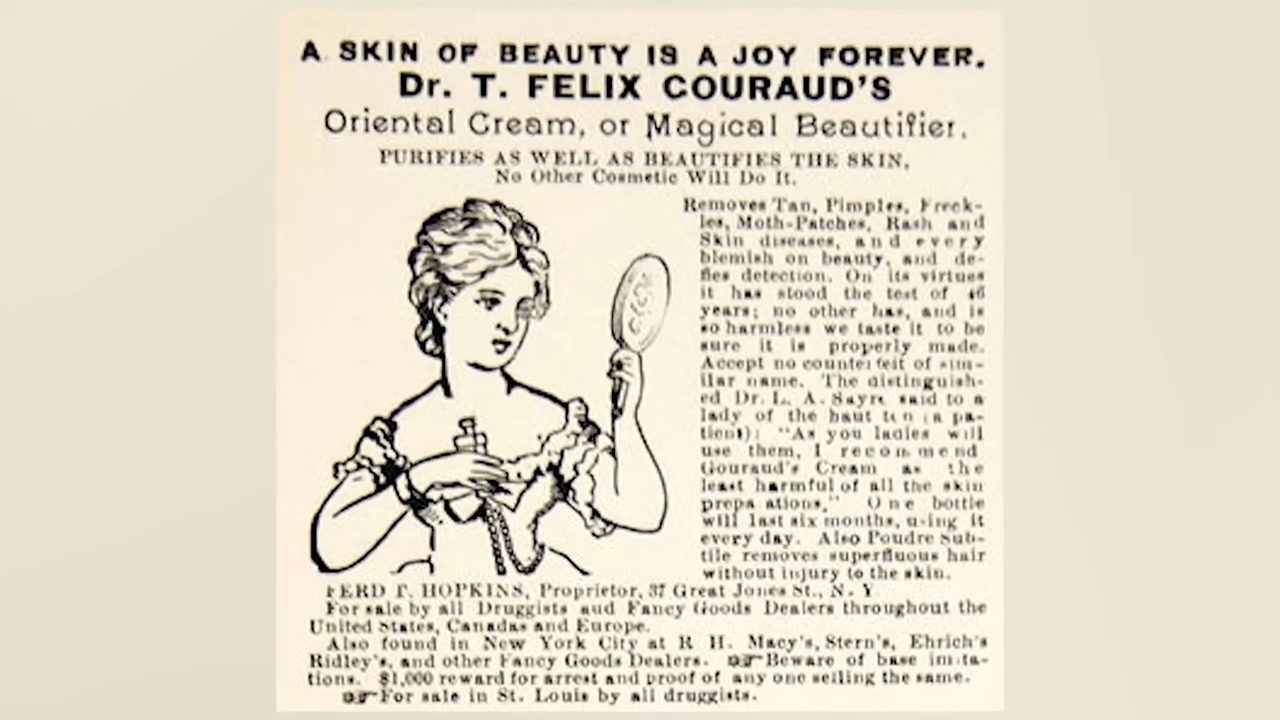 A SKIN OF BEAUTY IS A JOY FOREVER.
Dr. T. FELIX COURAUD'S
Oriental Cream, or Magical Beautifier.
PURIFIES AS WELL AS BEAUTIFIES THE SKIN,
No Other Cosmetic Will Do It.
Removes Tan, Pimples, Freck-
les, Moth-Patches, Rash and
Skin diseases, and every
blemish on beauty, and de-
fies detection. On its virtues
it has stood the test of 46
years; no other has, and is
so harmless we taste it to be
sure it is properly made.
Accept no counterfeit of sim-
ilar name. The distinguish-
ed Dr. L. A. Sayre said to a
lady of the haut ton (a pa-
tient): "As you ladies will
use them, I recommend
Gouraud's Cream as the
least harmful of all the skin
prepa ations." One bottle
will last six months, u-ing it
every day. Also Poudre Sub-
tile removes superfluous hair
without injury to the skin.
FERD T. HOPKINS, Proprietor, 37 Great Jones St., N. Y
For sale by all Druggists and Fancy Goods Dealers throughout the
United States, Canadas and Europe.
Also found in New York City at R H. Macy's, Stern's, Ehrich's
Ridley's, and other Fancy Goods Dealers. ☞ Beware of base imita-
tions. $1,000 reward for arrest and proof of any one selling the same.
☞ For sale in St. Louis by all druggists.